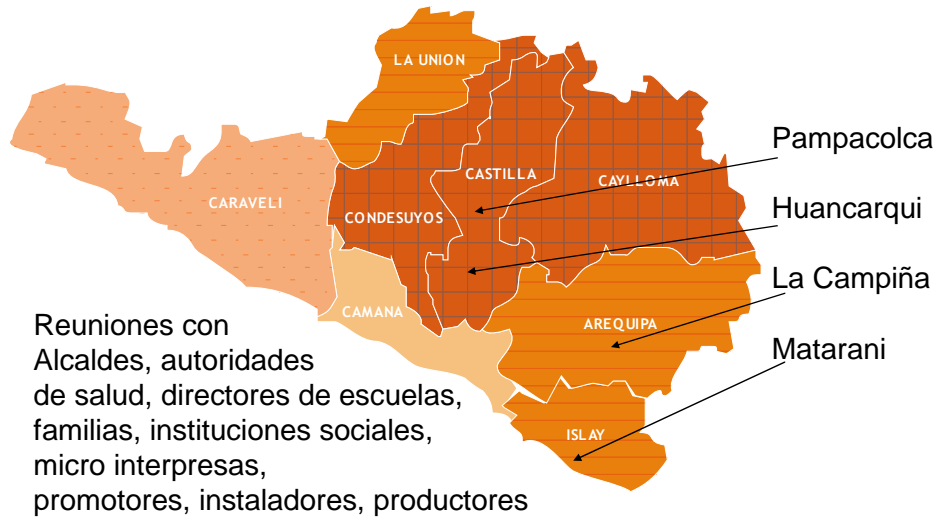 LA UNION
Pampacolca
CASTILLA
CAYLLOMA
CARAVELI
CONDESUYOS
Huancarqui
La Campiña
CAMANA
AREQUIPA
Matarani
ISLAY
Reuniones con
Alcaldes, autoridades
de salud, directores de escuelas,
familias, instituciones sociales,
micro interpresas,
promotores, instaladores, productores